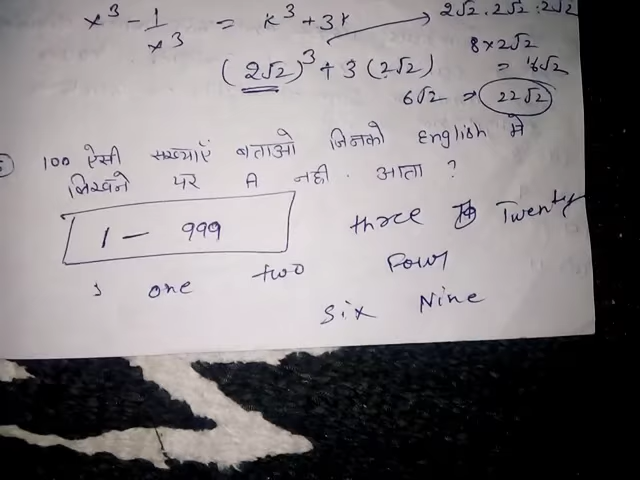 x³ - 1/x³ = k³ + 3k → 2√2 · 2√2 · 2√2
8 × 2√2
(2√2)³ + 3(2√2) = 16√2
6√2 ⇒ 22√2
100 ऐसी सख्याएँ बताओ जिनको English मे
लिखने पर A नही आता ?
1 — 999 three Twenty
one two Four
Six Nine